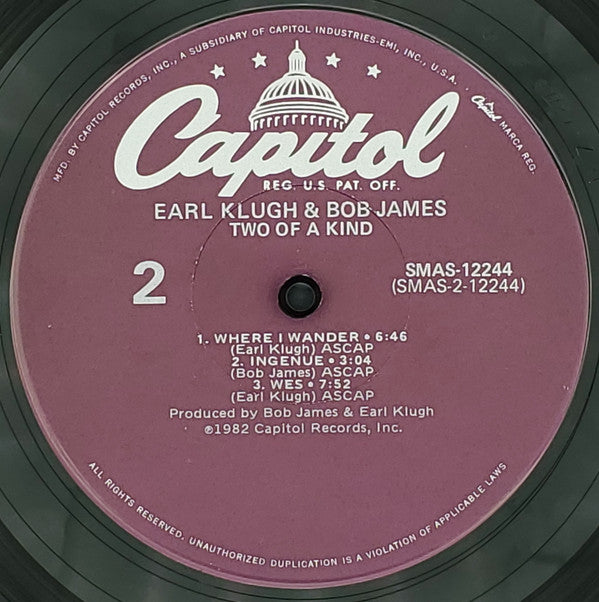 MFD. BY CAPITOL RECORDS, INC., A SUBSIDIARY OF CAPITOL INDUSTRIES-EMI, INC., U.S.A.
Capitol MARCA REG.
Capitol
REG. U.S. PAT. OFF.
EARL KLUGH & BOB JAMES
TWO OF A KIND
2
SMAS-12244
(SMAS-2-12244)
1. WHERE I WANDER • 6:46
(Earl Klugh) ASCAP
2. INGENUE • 3:04
(Bob James) ASCAP
3. WES • 7:52
(Earl Klugh) ASCAP
Produced by Bob James & Earl Klugh
℗1982 Capitol Records, Inc.
ALL RIGHTS RESERVED. UNAUTHORIZED DUPLICATION IS A VIOLATION OF APPLICABLE LAWS